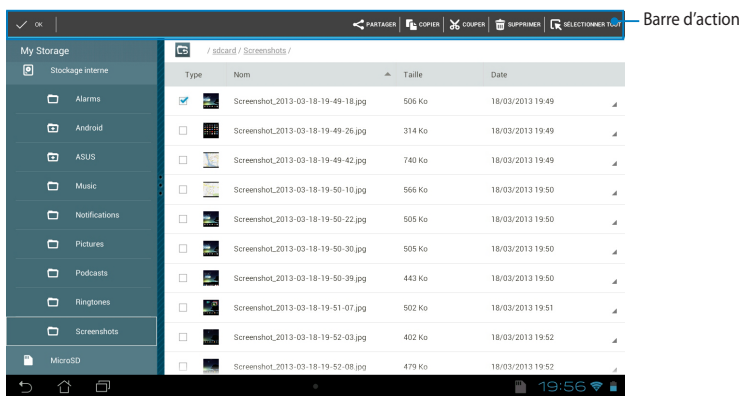 OK PARTAGER COPIER COUPER SUPPRIMER SÉLECTIONNER TOUT
Barre d'action
My Storage
/ sdcard / Screenshots /
Stockage interne
Type Nom Taille Date
Alarms
Screenshot_2013-03-18-19-49-18.jpg 506 Ko 18/03/2013 19:49
Android
Screenshot_2013-03-18-19-49-26.jpg 314 Ko 18/03/2013 19:49
ASUS
Screenshot_2013-03-18-19-49-42.jpg 740 Ko 18/03/2013 19:49
Music
Screenshot_2013-03-18-19-50-10.jpg 566 Ko 18/03/2013 19:50
Notifications
Screenshot_2013-03-18-19-50-22.jpg 505 Ko 18/03/2013 19:50
Pictures
Screenshot_2013-03-18-19-50-30.jpg 505 Ko 18/03/2013 19:50
Podcasts
Screenshot_2013-03-18-19-50-39.jpg 443 Ko 18/03/2013 19:50
Ringtones
Screenshot_2013-03-18-19-51-07.jpg 502 Ko 18/03/2013 19:51
Screenshots
Screenshot_2013-03-18-19-52-03.jpg 402 Ko 18/03/2013 19:52
MicroSD
Screenshot_2013-03-18-19-52-08.jpg 479 Ko 18/03/2013 19:52
19:56